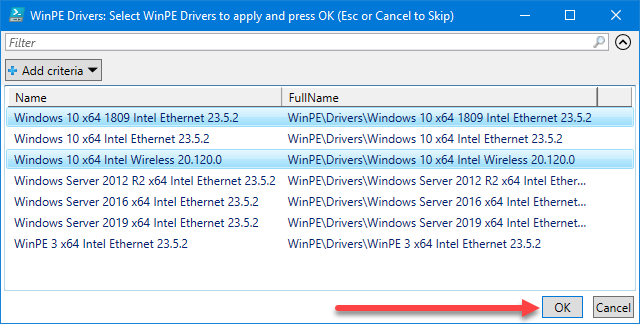 WinPE Drivers: Select WinPE Drivers to apply and press OK (Esc or Cancel to Skip)
Filter
Add criteria
Name FullName
Windows 10 x64 1809 Intel Ethernet 23.5.2 WinPE\Drivers\Windows 10 x64 1809 Intel Ethernet 23.5.2
Windows 10 x64 Intel Ethernet 23.5.2 WinPE\Drivers\Windows 10 x64 Intel Ethernet 23.5.2
Windows 10 x64 Intel Wireless 20.120.0 WinPE\Drivers\Windows 10 x64 Intel Wireless 20.120.0
Windows Server 2012 R2 x64 Intel Ethernet 23.5.2 WinPE\Drivers\Windows Server 2012 R2 x64 Intel Ether...
Windows Server 2016 x64 Intel Ethernet 23.5.2 WinPE\Drivers\Windows Server 2016 x64 Intel Ethernet...
Windows Server 2019 x64 Intel Ethernet 23.5.2 WinPE\Drivers\Windows Server 2019 x64 Intel Ethernet...
WinPE 3 x64 Intel Ethernet 23.5.2 WinPE\Drivers\WinPE 3 x64 Intel Ethernet 23.5.2
OK Cancel